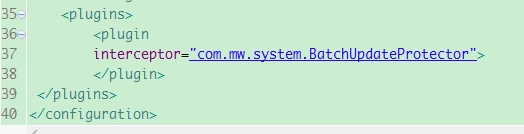 35 <plugins>
36 <plugin
37 interceptor="com.mw.system.BatchUpdateProtector">
38 </plugin>
39 </plugins>
40 </configuration>